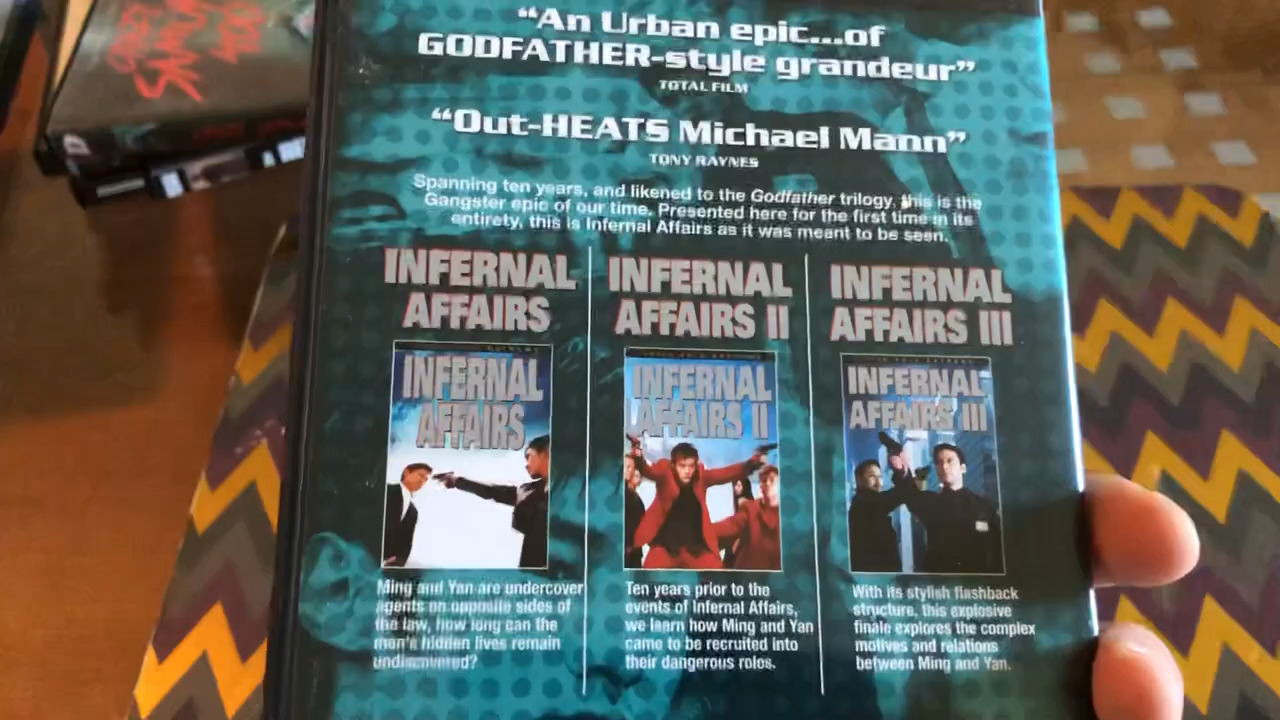 “An Urban epic...of
GODFATHER-style grandeur”
TOTAL FILM
“Out-HEATS Michael Mann”
TONY RAYNES
Spanning ten years, and likened to the Godfather trilogy, this is the
Gangster epic of our time. Presented here for the first time in its
entirety, this is Infernal Affairs as it was meant to be seen.
INFERNAL
AFFAIRS
INFERNAL
AFFAIRS
Ming and Yan are undercover
agents on opposite sides of
the law, how long can the
men's hidden lives remain
undiscovered?
INFERNAL
AFFAIRS II
INFERNAL
AFFAIRS II
Ten years prior to the
events of Infernal Affairs,
we learn how Ming and Yan
came to be recruited into
their dangerous roles.
INFERNAL
AFFAIRS III
INFERNAL
AFFAIRS III
With its stylish flashback
structure, this explosive
finale explores the complex
motives and relations
between Ming and Yan.